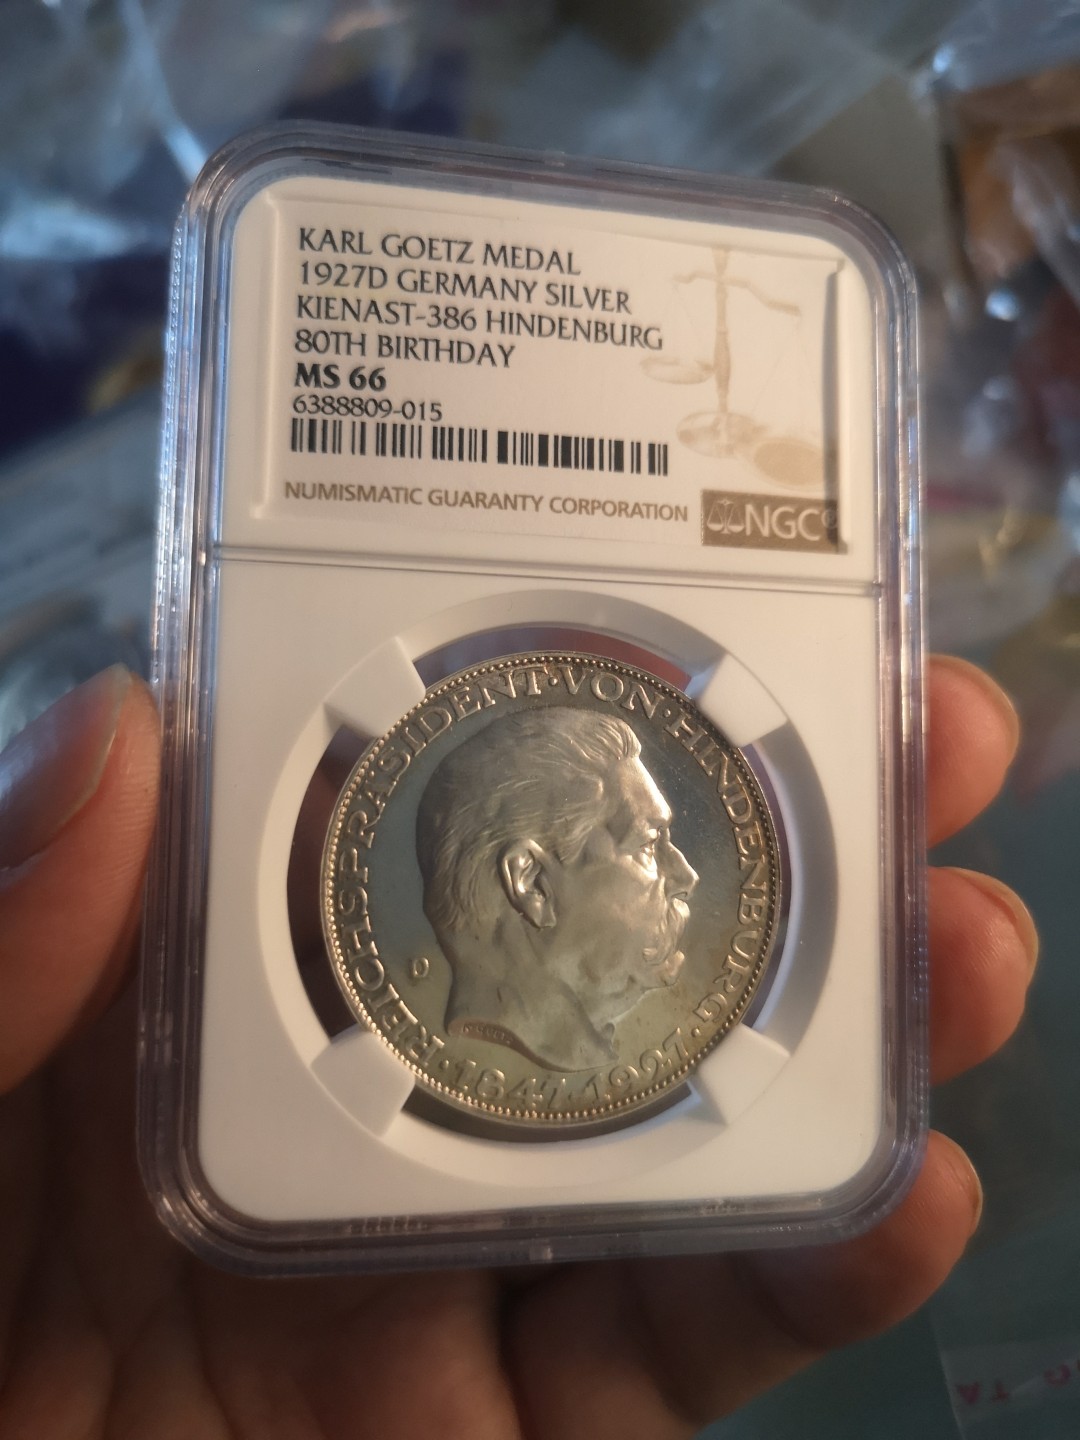 KARL GOETZ MEDAL
1927D GERMANY SILVER
KIENAST-386 HINDENBURG
80TH BIRTHDAY
MS 66
6388809-015
NUMISMATIC GUARANTY CORPORATION
NGC®
REICHSPRÄSIDENT·VON·HINDENBURG·
·1847·1927·
D